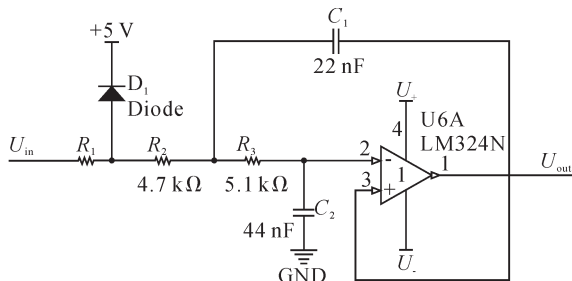 C₁
22 nF
+5 V
D₁
Diode
U₊
4
U6A
LM324N
Uᵢₙ
R₁
R₂
4.7 kΩ
R₃
5.1 kΩ
2
-
3
+
1
1
Uₒᵤₜ
C₂
44 nF
GND
U₋